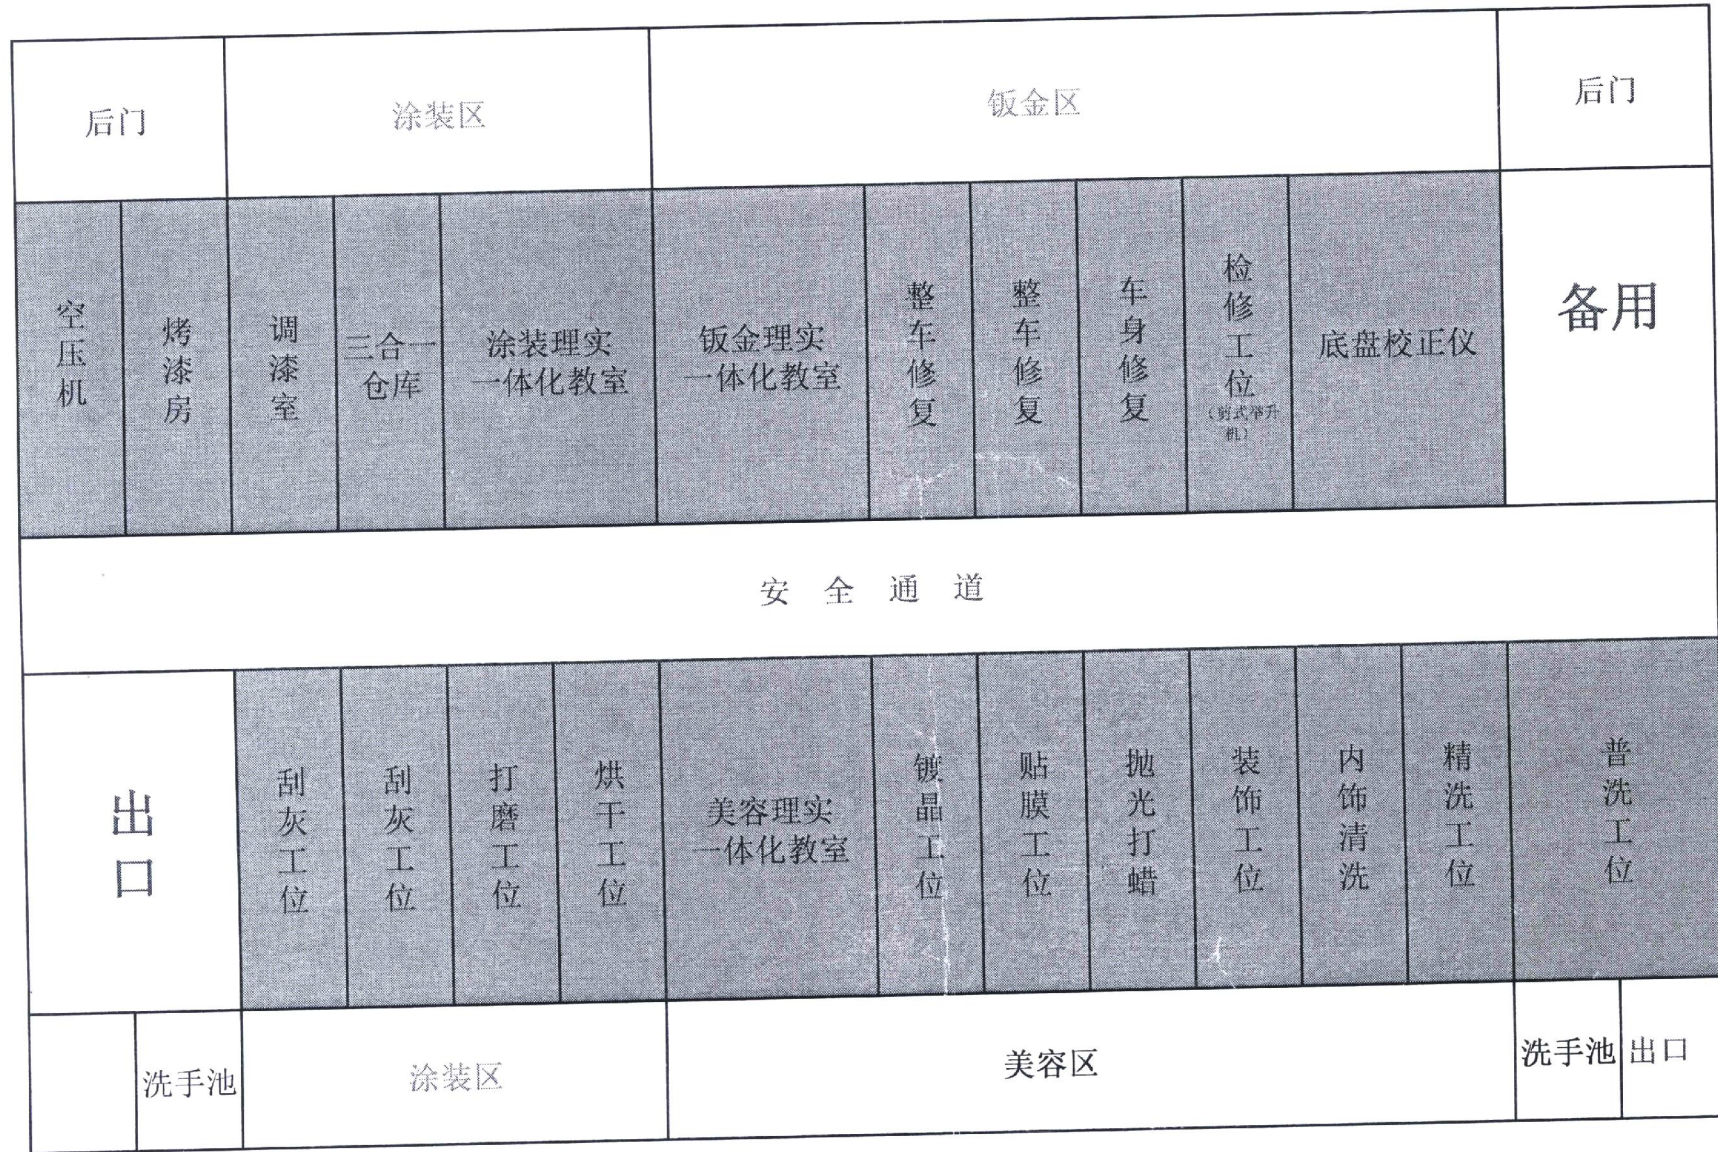 后门
涂装区
钣金区
后门
空压机
烤漆房
调漆室
三合一
仓库
涂装理实
一体化教室
钣金理实
一体化教室
整车修复
整车修复
车身修复
检修工位
(剪式举升
机)
底盘校正仪
备用
安全通道
出口
刮灰工位
刮灰工位
打磨工位
烘干工位
美容理实
一体化教室
镀晶工位
贴膜工位
抛光打蜡
装饰工位
内饰清洗
精洗工位
普洗工位
洗手池
涂装区
美容区
洗手池
出口